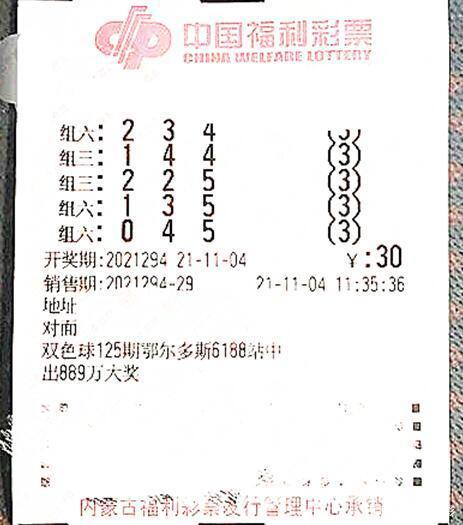 中国福利彩票
CHINA WELFARE LOTTERY
组六: 2 3 4 (3)
组三: 1 4 4 (3)
组三: 2 2 5 (3)
组六: 1 3 5 (3)
组六: 0 4 5 (3)
开奖期:2021294 21-11-04 ¥:30
销售期:2021294-29 21-11-04 11:35:36
地址
对面
双色球125期鄂尔多斯6188站中
出889万大奖
内蒙古福利彩票发行管理中心承销